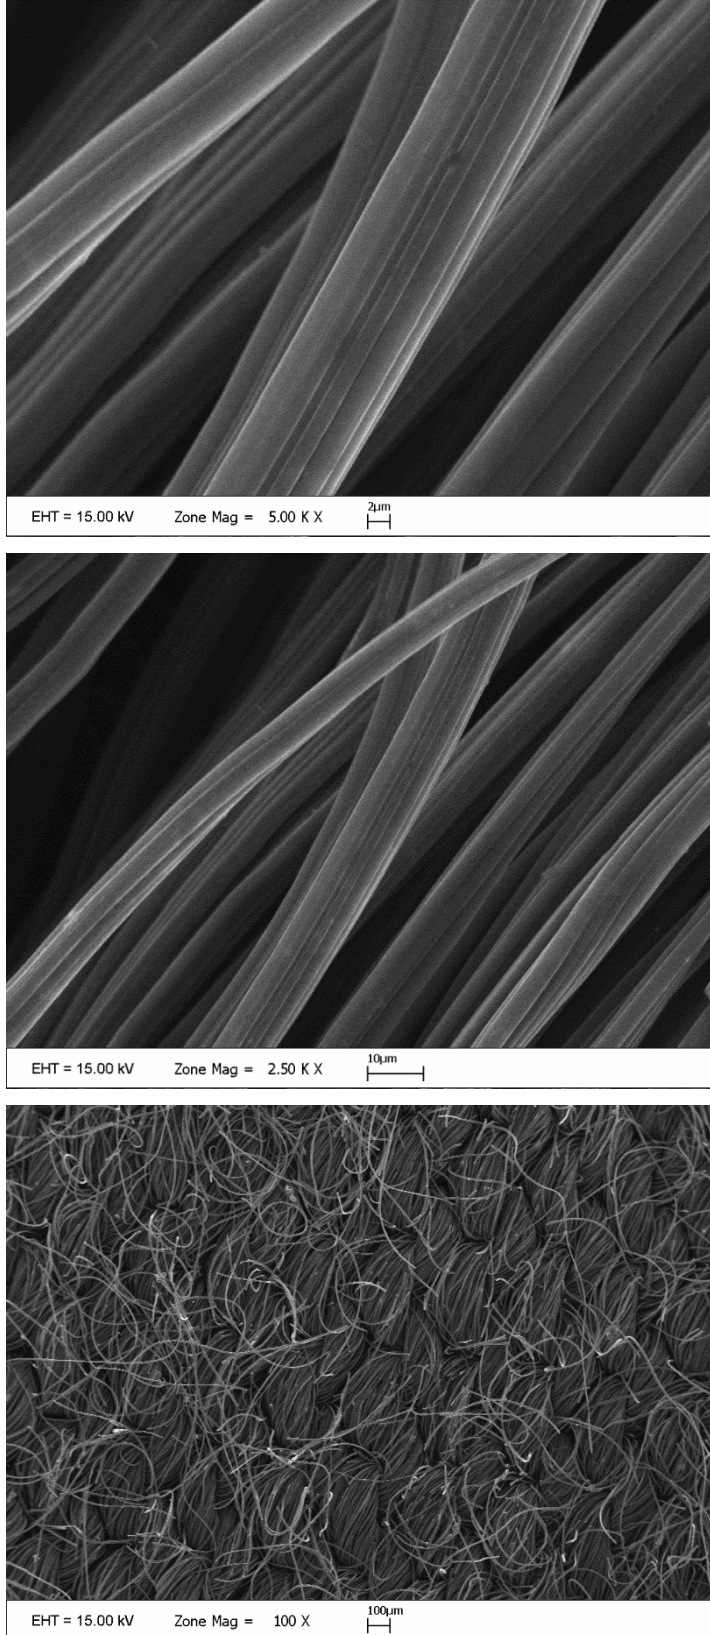 2µm
EHT = 15.00 kV Zone Mag = 5.00 K X
10µm
EHT = 15.00 kV Zone Mag = 2.50 K X
100µm
EHT = 15.00 kV Zone Mag = 100 X